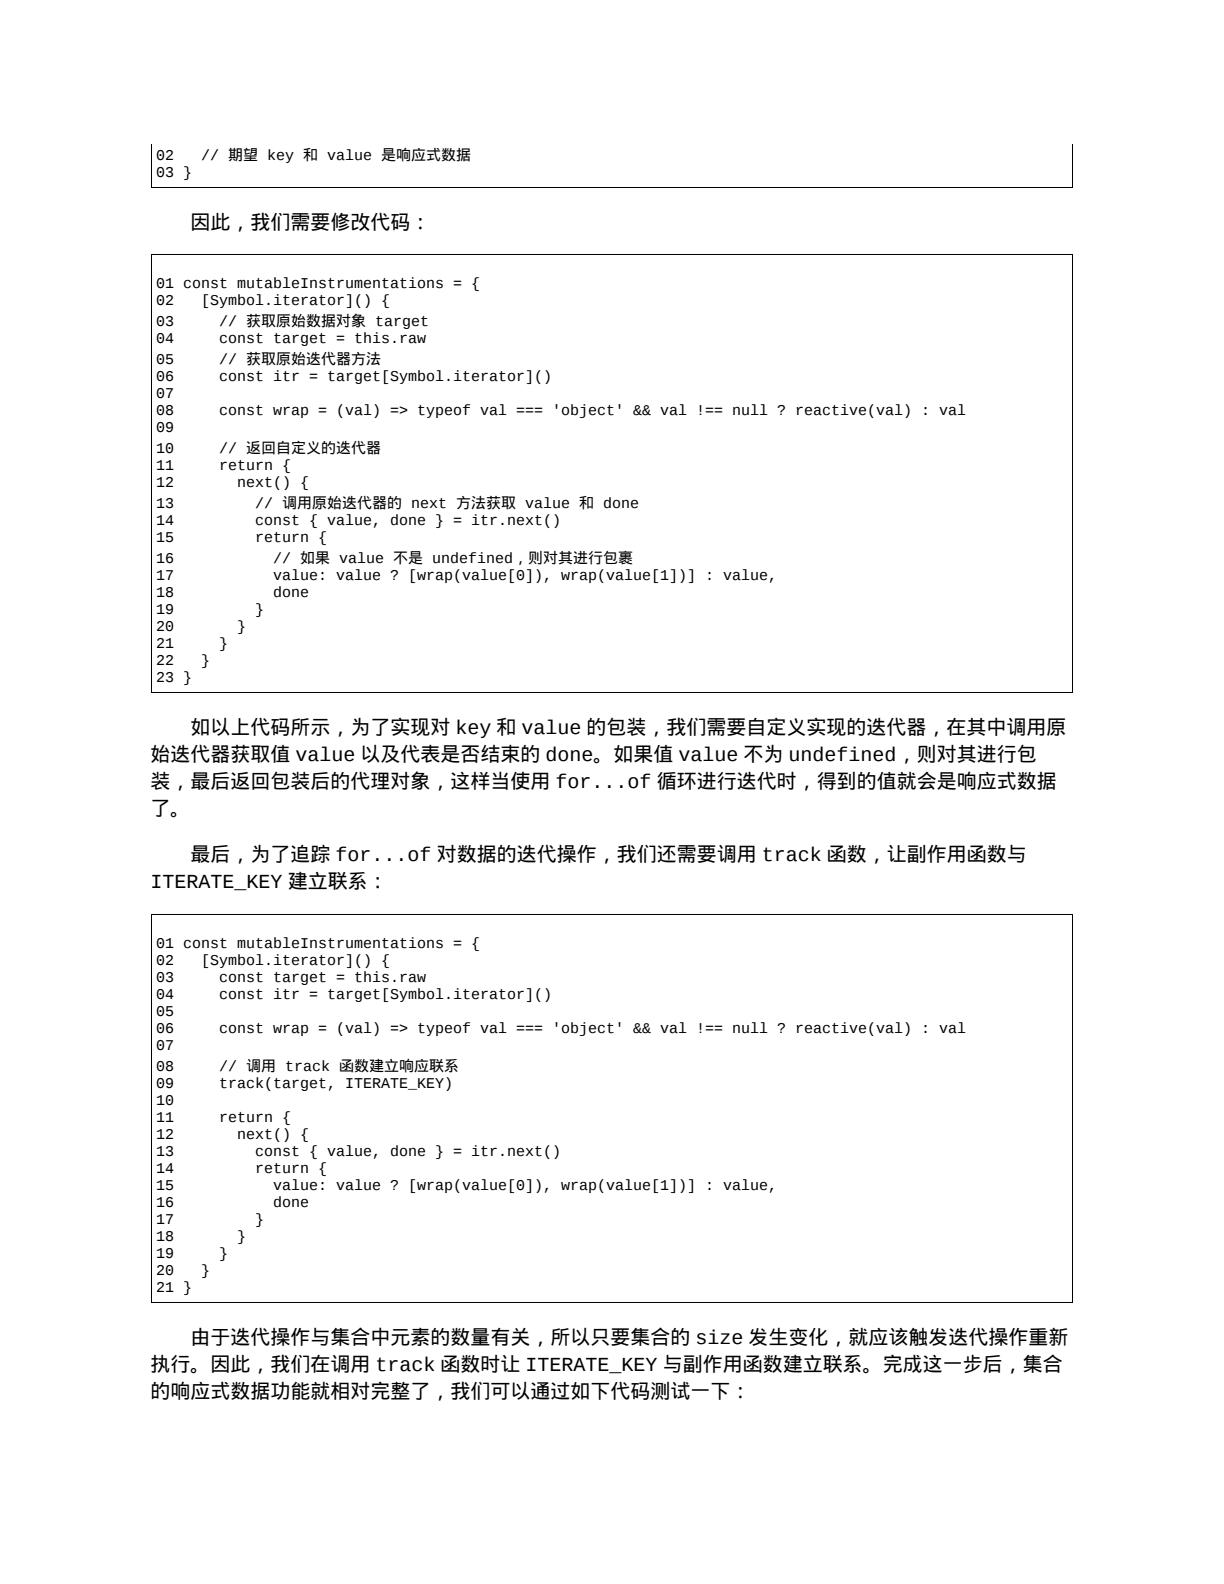 02   // 期望 key 和 value 是响应式数据
03 }
因此，我们需要修改代码：
01 const mutableInstrumentations = {
02   [Symbol.iterator]() {
03     // 获取原始数据对象 target
04     const target = this.raw
05     // 获取原始迭代器方法
06     const itr = target[Symbol.iterator]()
07
08     const wrap = (val) => typeof val === 'object' && val !== null ? reactive(val) : val
09
10     // 返回自定义的迭代器
11     return {
12       next() {
13         // 调用原始迭代器的 next 方法获取 value 和 done
14         const { value, done } = itr.next()
15         return {
16           // 如果 value 不是 undefined，则对其进行包裹
17           value: value ? [wrap(value[0]), wrap(value[1])] : value,
18           done
19         }
20       }
21     }
22   }
23 }
如以上代码所示，为了实现对 key 和 value 的包装，我们需要自定义实现的迭代器，在其中调用原
始迭代器获取值 value 以及代表是否结束的 done。如果值 value 不为 undefined，则对其进行包
装，最后返回包装后的代理对象，这样当使用 for...of 循环进行迭代时，得到的值就会是响应式数据
了。
最后，为了追踪 for...of 对数据的迭代操作，我们还需要调用 track 函数，让副作用函数与
ITERATE_KEY 建立联系：
01 const mutableInstrumentations = {
02   [Symbol.iterator]() {
03     const target = this.raw
04     const itr = target[Symbol.iterator]()
05
06     const wrap = (val) => typeof val === 'object' && val !== null ? reactive(val) : val
07
08     // 调用 track 函数建立响应联系
09     track(target, ITERATE_KEY)
10
11     return {
12       next() {
13         const { value, done } = itr.next()
14         return {
15           value: value ? [wrap(value[0]), wrap(value[1])] : value,
16           done
17         }
18       }
19     }
20   }
21 }
由于迭代操作与集合中元素的数量有关，所以只要集合的 size 发生变化，就应该触发迭代操作重新
执行。因此，我们在调用 track 函数时让 ITERATE_KEY 与副作用函数建立联系。完成这一步后，集合
的响应式数据功能就相对完整了，我们可以通过如下代码测试一下：